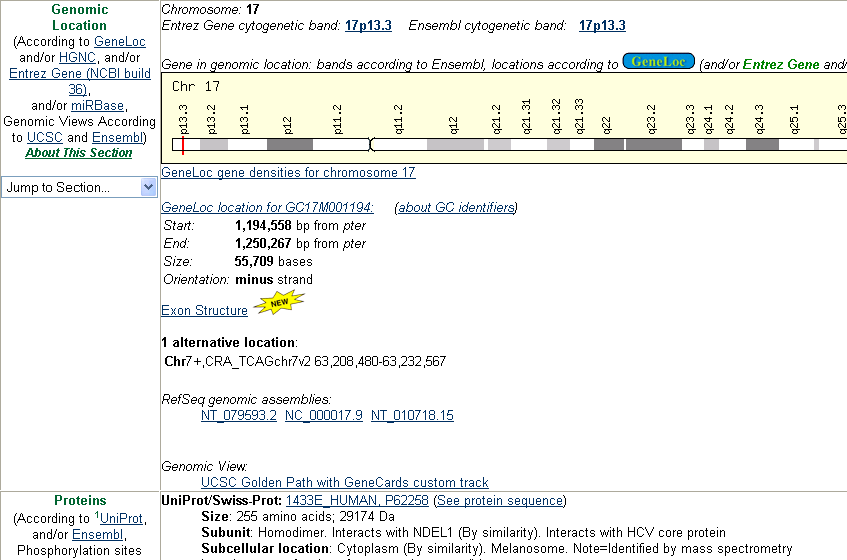 Genomic
Location
(According to GeneLoc
and/or HGNC, and/or
Entrez Gene (NCBI build
36),
and/or miRBase,
Genomic Views According
to UCSC and Ensembl)
About This Section
Jump to Section...
Chromosome: 17
Entrez Gene cytogenetic band: 17p13.3 Ensembl cytogenetic band: 17p13.3
Gene in genomic location: bands according to Ensembl, locations according to GeneLoc (and/or Entrez Gene and/
Chr 17
p13.3 p13.2 p13.1 p12 p11.2 q11.2 q12 q21.2 q21.31 q21.32 q21.33 q22 q23.2 q23.3 q24.1 q24.2 q24.3 q25.1 q25.3
GeneLoc gene densities for chromosome 17
GeneLoc location for GC17M001194: (about GC identifiers)
Start: 1,194,558 bp from pter
End: 1,250,267 bp from pter
Size: 55,709 bases
Orientation: minus strand
Exon Structure NEW
1 alternative location:
Chr7+,CRA_TCAGchr7v2 63,208,480-63,232,567
RefSeq genomic assemblies:
NT_079593.2 NC_000017.9 NT_010718.15
Genomic View:
UCSC Golden Path with GeneCards custom track
Proteins
(According to 1UniProt,
and/or Ensembl,
Phosphorylation sites
UniProt/Swiss-Prot: 1433E_HUMAN, P62258 (See protein sequence)
Size: 255 amino acids; 29174 Da
Subunit: Homodimer. Interacts with NDEL1 (By similarity). Interacts with HCV core protein
Subcellular location: Cytoplasm (By similarity). Melanosome. Note=Identified by mass spectrometry